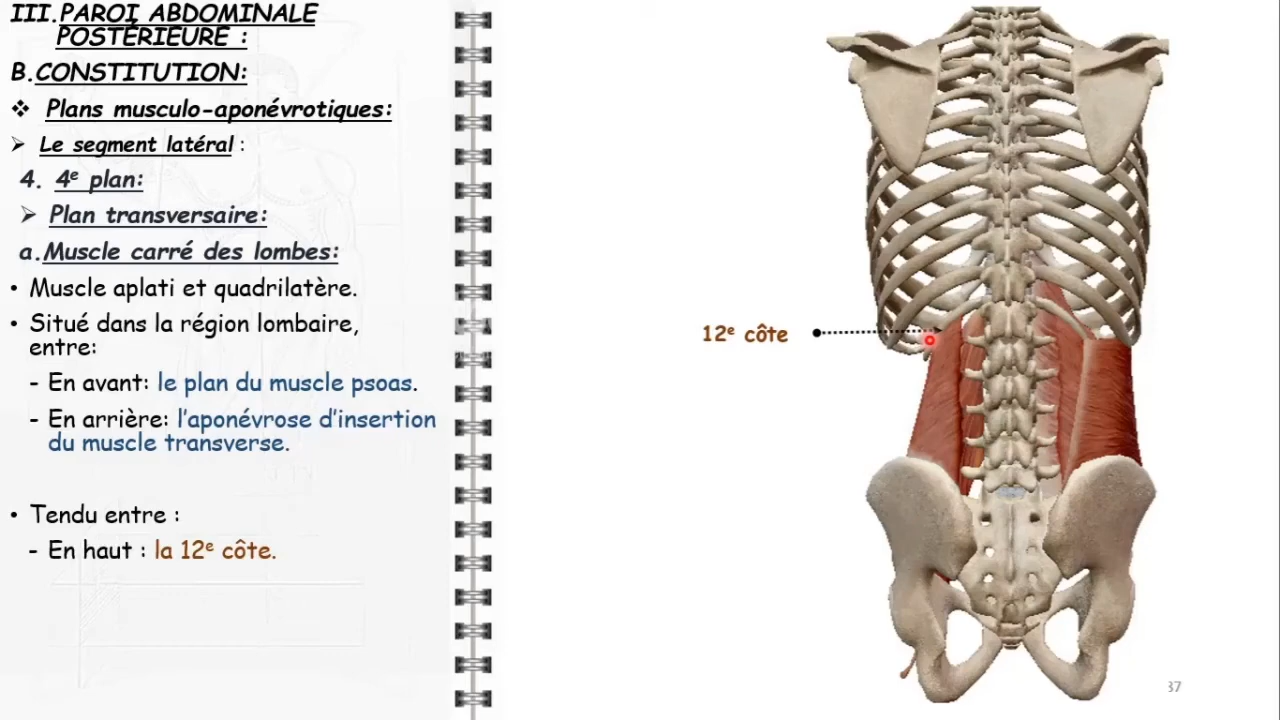 III.PAROI ABDOMINALE
POSTÉRIEURE :
B.CONSTITUTION:
❖ Plans musculo-aponévrotiques:
➢ Le segment latéral :
4. 4e plan:
➢ Plan transversaire:
a.Muscle carré des lombes:
• Muscle aplati et quadrilatère.
• Situé dans la région lombaire,
entre:
- En avant: le plan du muscle psoas.
- En arrière: l'aponévrose d'insertion
du muscle transverse.
• Tendu entre :
- En haut : la 12e côte.
12e côte
37